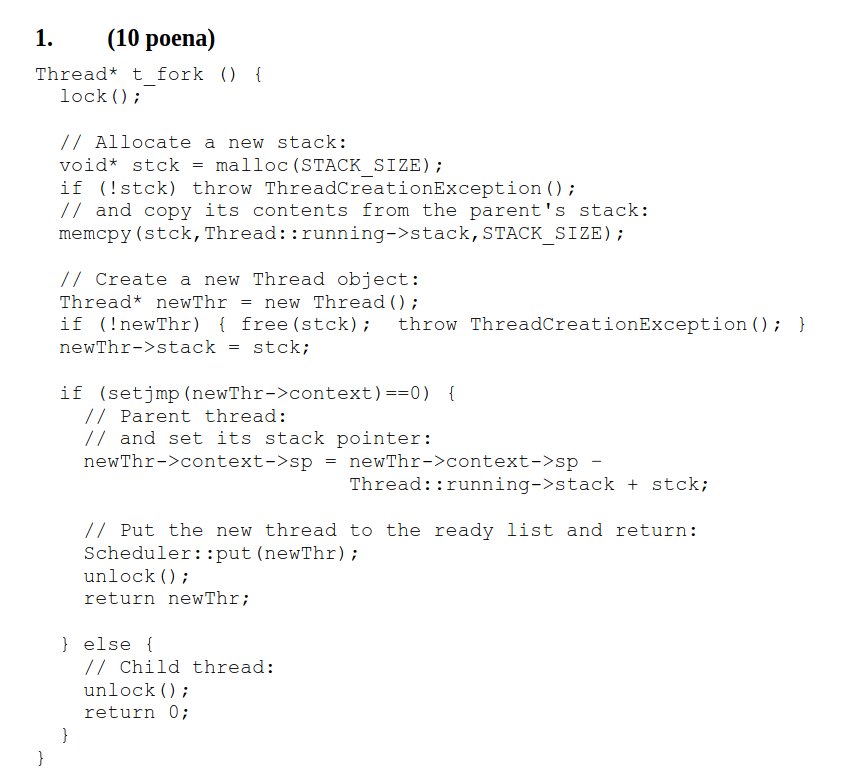 1. (10 poena)
Thread* t_fork () {
  lock();

  // Allocate a new stack:
  void* stck = malloc(STACK_SIZE);
  if (!stck) throw ThreadCreationException();
  // and copy its contents from the parent's stack:
  memcpy(stck,Thread::running->stack,STACK_SIZE);

  // Create a new Thread object:
  Thread* newThr = new Thread();
  if (!newThr) { free(stck);  throw ThreadCreationException(); }
  newThr->stack = stck;

  if (setjmp(newThr->context)==0) {
    // Parent thread:
    // and set its stack pointer:
    newThr->context->sp = newThr->context->sp –
                          Thread::running->stack + stck;

    // Put the new thread to the ready list and return:
    Scheduler::put(newThr);
    unlock();
    return newThr;

  } else {
    // Child thread:
    unlock();
    return 0;
  }
}